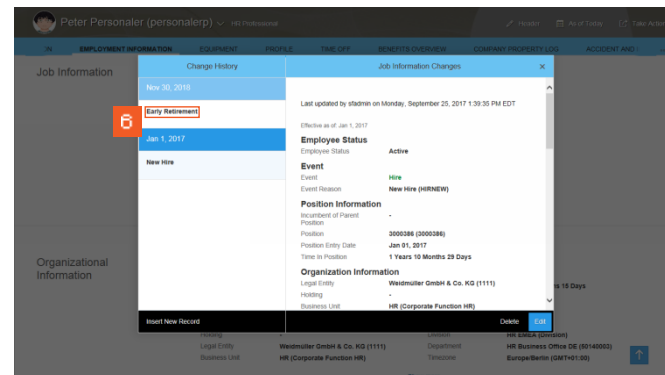 Peter Personaler (personalerp) HR Professional
Header As of Today Take Action
IN EMPLOYMENT INFORMATION EQUIPMENT PROFILE TIME OFF BENEFITS OVERVIEW COMPANY PROPERTY LOG ACCIDENT AND
Job Information
Change History Job Information Changes ×
Nov 30, 2018
Last updated by sfadmin on Monday, September 25, 2017 1:39:35 PM EDT
6
Early Retirement
Effective as of: Jan 1, 2017
Jan 1, 2017
Employee Status
Employee Status Active
New Hire
Event
Event Hire
Event Reason New Hire (HIRNEW)
Position Information
Incumbent of Parent Position -
Position 3000386 (3000386)
Position Entry Date Jan 01, 2017
Time In Position 1 Years 10 Months 29 Days
Organizational Information
Organization Information
Legal Entity Weidmüller GmbH & Co. KG (1111)
15 Days
Holding -
Business Unit HR (Corporate Function HR)
Insert New Record Delete Edit
Holding - Division HR EMEA (Division)
Legal Entity Weidmüller GmbH & Co. KG (1111) Department HR Business Office DE (50140003)
Business Unit HR (Corporate Function HR) Timezone Europe/Berlin (GMT+01:00)